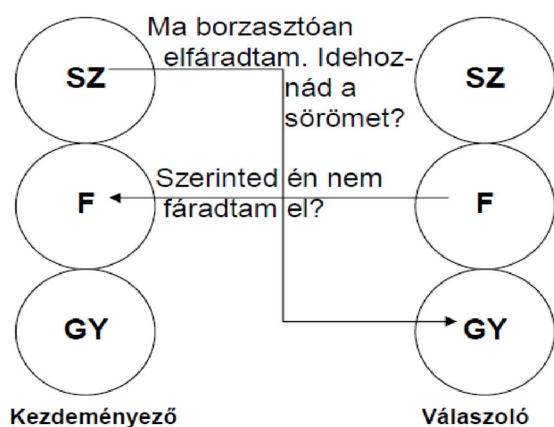 Ma borzasztóan
elfáradtam. Idehoz-
nád a
sörömet?
SZ
SZ
Szerinted én nem
fáradtam el?
F
F
GY
GY
Kezdeményező
Válaszoló